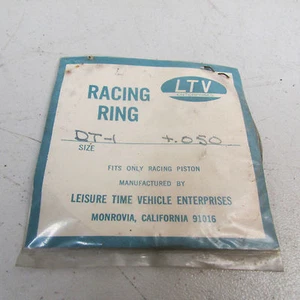 LTV
RACING
RING
DT-1 +.050
SIZE
FITS ONLY RACING PISTON
MANUFACTURED BY
LEISURE TIME VEHICLE ENTERPRISES
MONROVIA, CALIFORNIA 91016